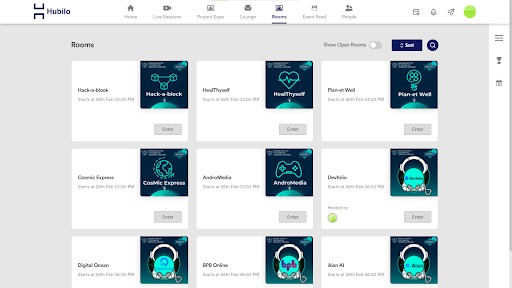 Hubilo
Home
Live Sessions
Project Expo
Lounge
Rooms
Event Feed
People
Rooms
Show Open Rooms
Sort
Hack-a-block
Starts at 26th Feb 03:00 PM
Hack-a-block
Enter
HealThyself
Starts at 26th Feb 03:00 PM
HealThyself
Enter
Plan-et Well
Starts at 26th Feb 03:00 PM
Plan-et Well
Enter
Cosmic Express
Starts at 26th Feb 03:00 PM
CosMic Express
Enter
AndroMedia
Starts at 26th Feb 03:00 PM
AndroMedia
Enter
Devfolio
Starts at 26th Feb 02:00 PM
Devfolio
Hosted by
Enter
Digital Ocean
Starts at 26th Feb 02:00 PM
BPB Online
Starts at 26th Feb 02:00 PM
bpb
Alan AI
Starts at 26th Feb 02:00 PM
Alan